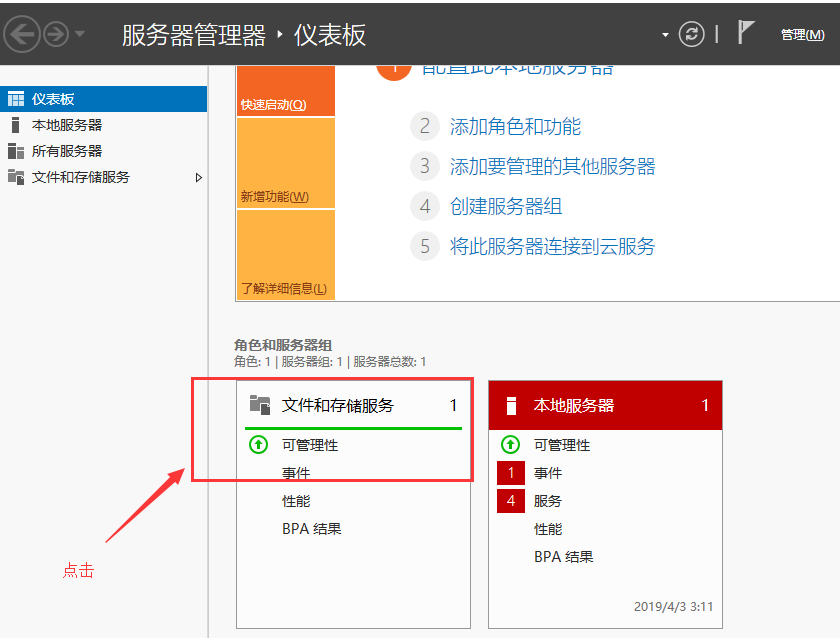 服务器管理器 ‣ 仪表板
管理(M)
仪表板
本地服务器
所有服务器
文件和存储服务
快速启动(Q)
新增功能(W)
了解详细信息(L)
1 配置此本地服务器
2 添加角色和功能
3 添加要管理的其他服务器
4 创建服务器组
5 将此服务器连接到云服务
角色和服务器组
角色: 1 | 服务器组: 1 | 服务器总数: 1
文件和存储服务 1
可管理性
事件
性能
BPA 结果
本地服务器 1
可管理性
1 事件
4 服务
性能
BPA 结果
2019/4/3 3:11
点击